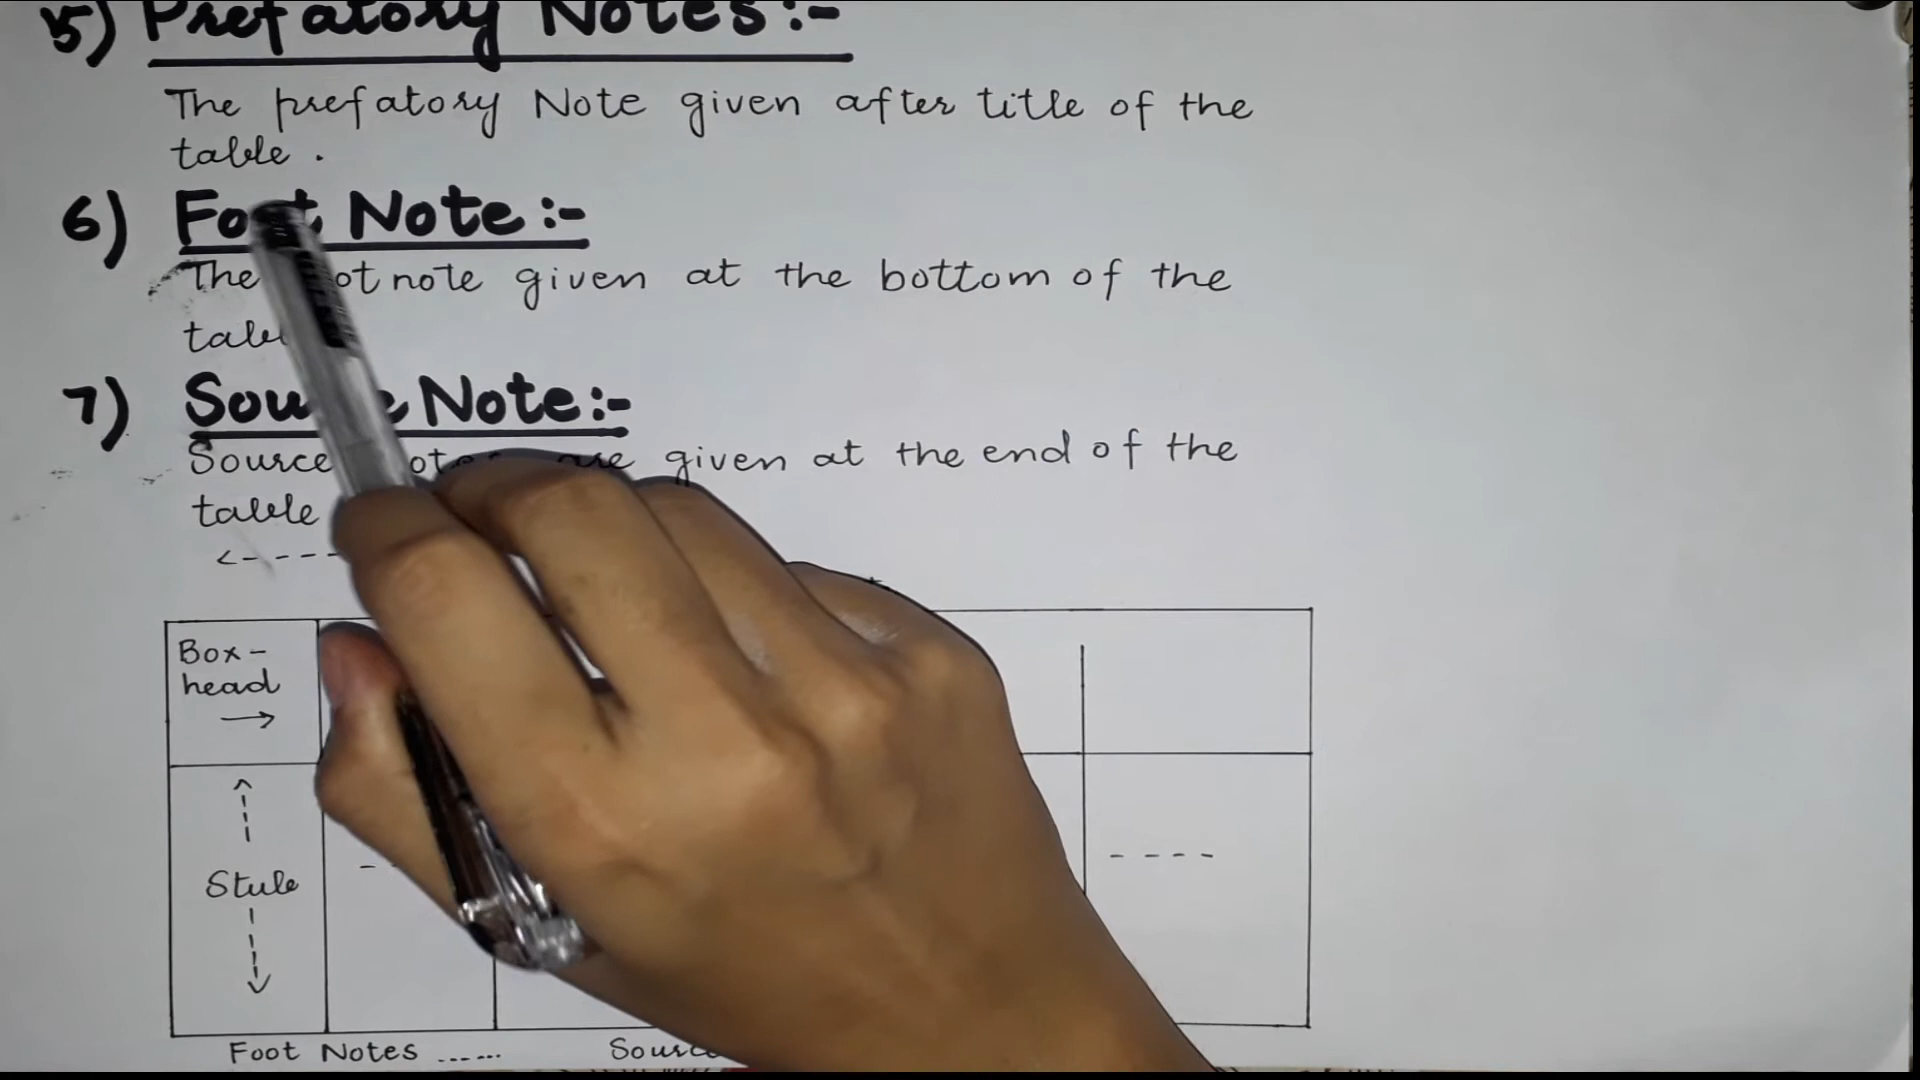 5) Prefatory Notes:-
The prefatory Note given after title of the
table .
6) Note :-
The note given at the bottom of the
7) Note:-
Source given at the end of the
table
Box-
head
Stule
Foot Notes ......